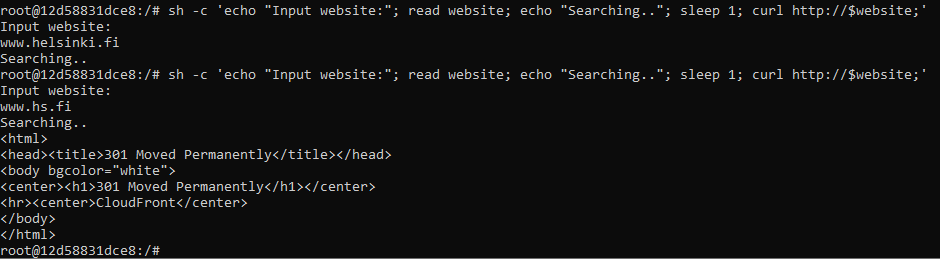 root@12d58831dce8:/# sh -c 'echo "Input website:"; read website; echo "Searching.."; sleep 1; curl http://$website;'
Input website:
www.helsinki.fi
Searching..
root@12d58831dce8:/# sh -c 'echo "Input website:"; read website; echo "Searching.."; sleep 1; curl http://$website;'
Input website:
www.hs.fi
Searching..
<html>
<head><title>301 Moved Permanently</title></head>
<body bgcolor="white">
<center><h1>301 Moved Permanently</h1></center>
<hr><center>CloudFront</center>
</body>
</html>
root@12d58831dce8:/#